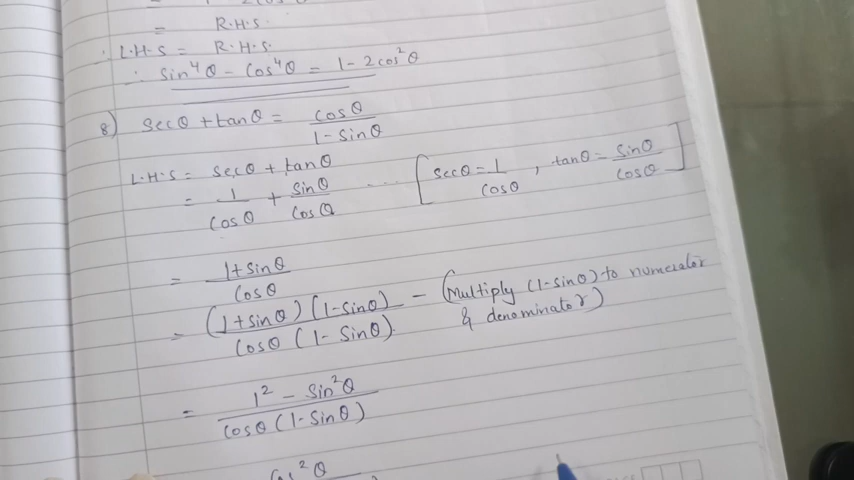 = R.H.S.
∴ L.H.S = R.H.S.
∴ sin⁴θ - cos⁴θ = 1 - 2cos²θ
8) secθ + tanθ = cosθ / 1 - sinθ
L.H.S = secθ + tanθ
= 1/cosθ + sinθ/cosθ ... [secθ = 1/cosθ, tanθ = sinθ/cosθ]
= 1+sinθ / cosθ
= (1+sinθ)(1-sinθ) / cosθ(1-sinθ) - (Multiply (1-sinθ) to numerator
& denominator)
= 1² - sin²θ / cosθ(1-sinθ)
cos²θ